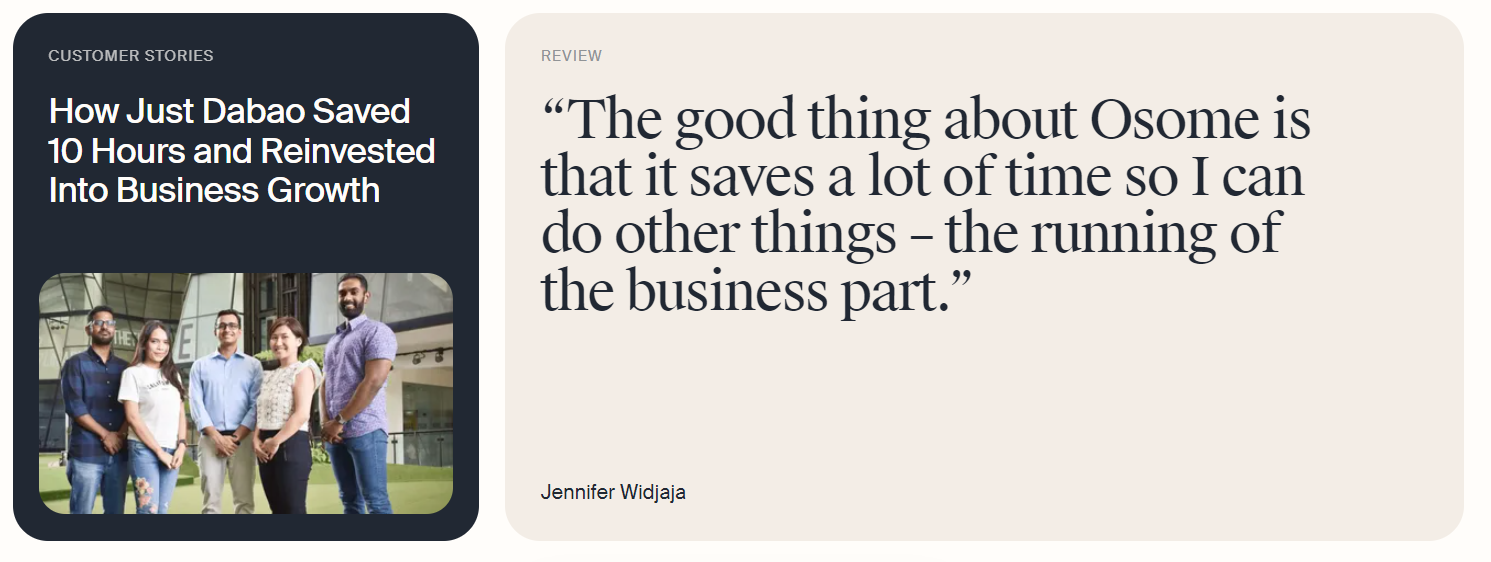 CUSTOMER STORIES
How Just Dabao Saved
10 Hours and Reinvested
Into Business Growth
REVIEW
“The good thing about Osome is
that it saves a lot of time so I can
do other things – the running of
the business part.”
Jennifer Widjaja